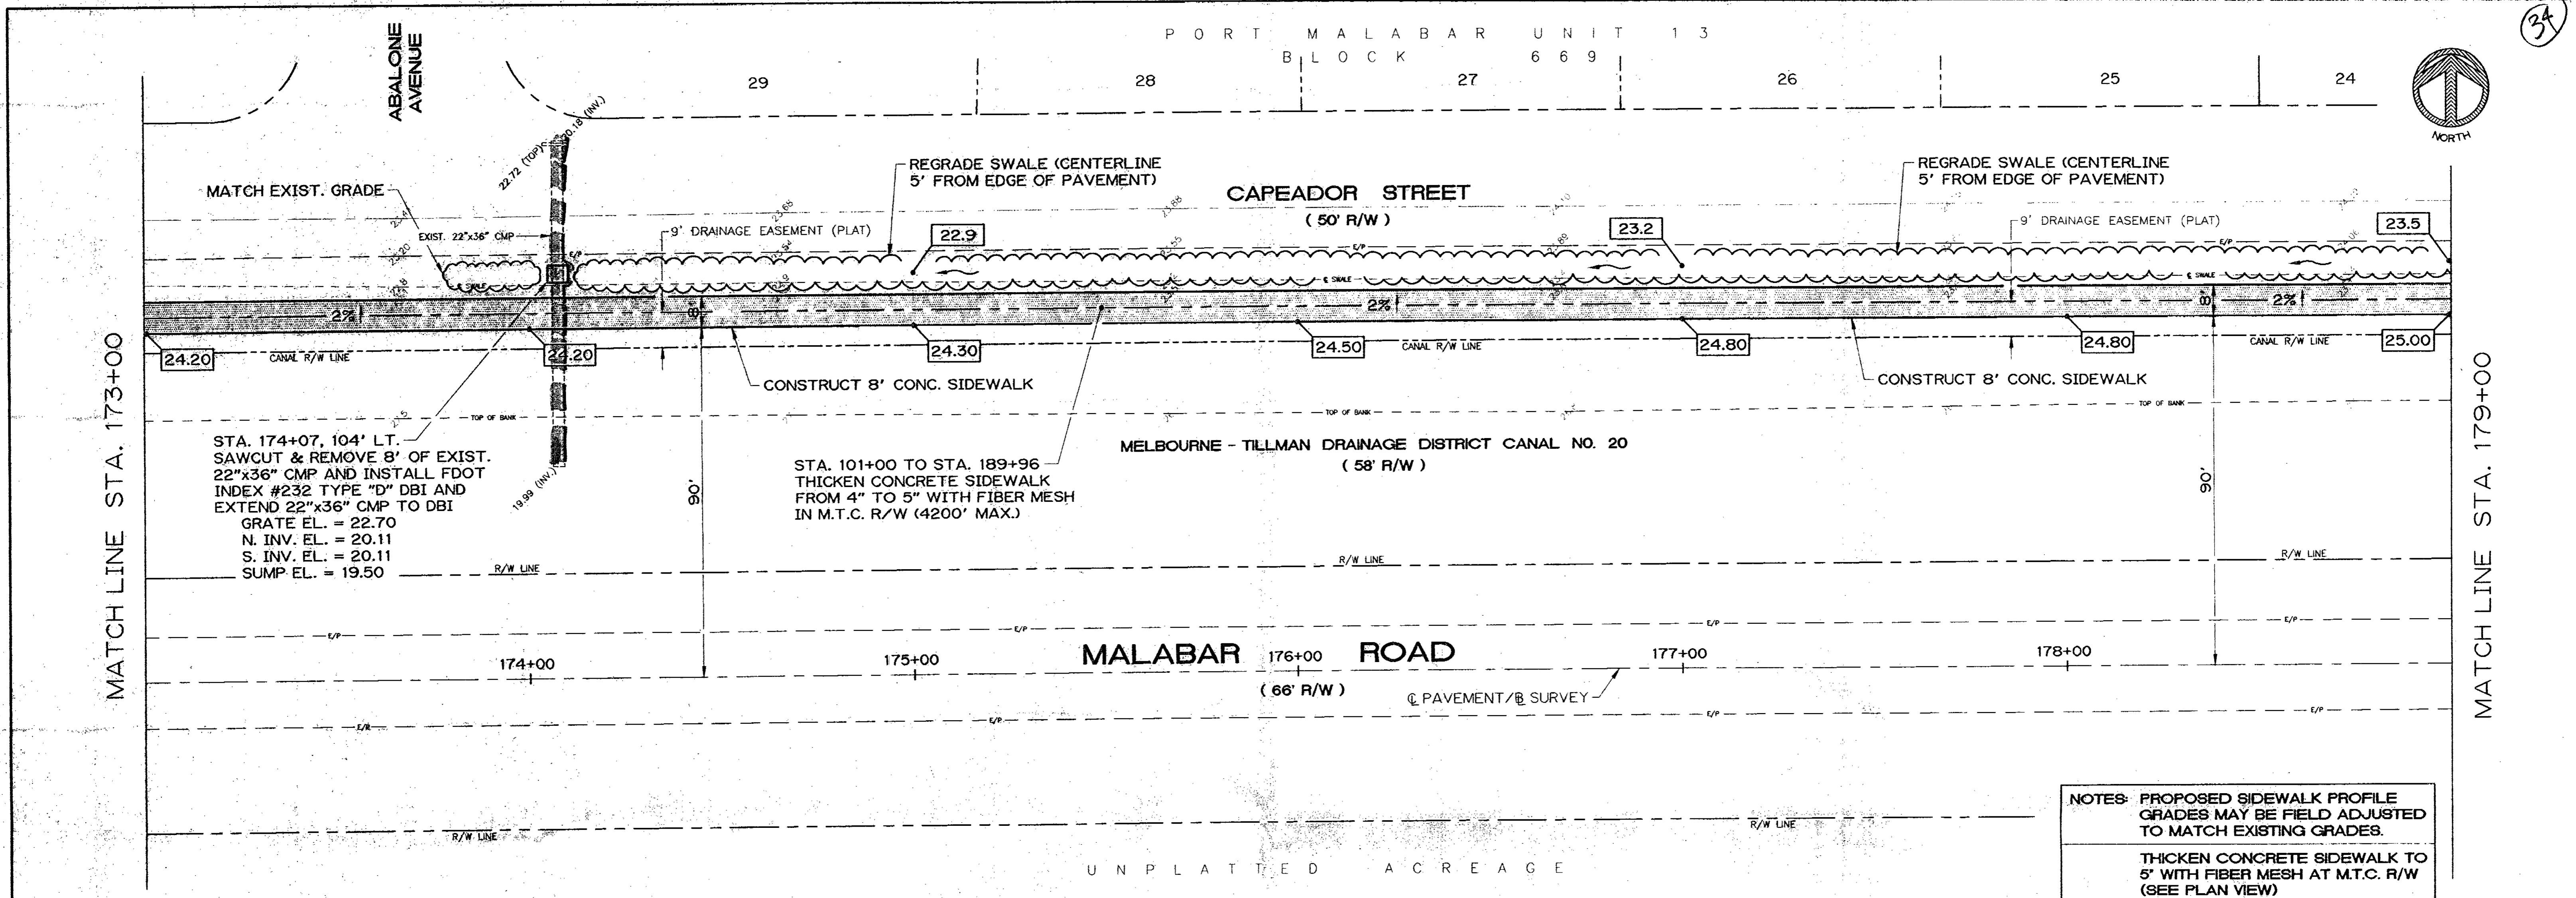 34
PORT MALABAR UNIT 13
BLOCK 669
ABALONE
AVENUE
29
28
27
26
25
24
NORTH
22.72 (TOP)
20.18 (INV.)
MATCH EXIST. GRADE
REGRADE SWALE (CENTERLINE
5' FROM EDGE OF PAVEMENT)
CAPEADOR STREET
( 50' R/W )
REGRADE SWALE (CENTERLINE
5' FROM EDGE OF PAVEMENT)
EXIST. 22"x36" CMP
9' DRAINAGE EASEMENT (PLAT)
22.9
E/P
23.2
9' DRAINAGE EASEMENT (PLAT)
E/P
23.5
23.68
23.88
24.10
22.20
₵ SWALE
₵ SWALE
2%
8'
2%
8'
2%
24.20
CANAL R/W LINE
24.20
24.30
24.50
CANAL R/W LINE
24.80
24.80
CANAL R/W LINE
25.00
CONSTRUCT 8' CONC. SIDEWALK
CONSTRUCT 8' CONC. SIDEWALK
TOP OF BANK
TOP OF BANK
TOP OF BANK
MATCH LINE STA. 173+00
MATCH LINE STA. 179+00
STA. 174+07, 104' LT.
SAWCUT & REMOVE 8' OF EXIST.
22"x36" CMP AND INSTALL FDOT
INDEX #232 TYPE "D" DBI AND
EXTEND 22"x36" CMP TO DBI
GRATE EL. = 22.70
N. INV. EL. = 20.11
S. INV. EL. = 20.11
SUMP EL. = 19.50
19.99 (INV.)
90'
STA. 101+00 TO STA. 189+96
THICKEN CONCRETE SIDEWALK
FROM 4" TO 5" WITH FIBER MESH
IN M.T.C. R/W (4200' MAX.)
MELBOURNE - TILLMAN DRAINAGE DISTRICT CANAL NO. 20
( 58' R/W )
90'
R/W LINE
R/W LINE
R/W LINE
E/P
E/P
E/P
E/P
174+00
175+00
MALABAR ROAD
176+00
177+00
178+00
( 66' R/W )
₵ PAVEMENT/B SURVEY
E/P
E/P
E/P
E/P
R/W LINE
R/W LINE
UNPLATTED ACREAGE
NOTES: PROPOSED SIDEWALK PROFILE
GRADES MAY BE FIELD ADJUSTED
TO MATCH EXISTING GRADES.
THICKEN CONCRETE SIDEWALK TO
5" WITH FIBER MESH AT M.T.C. R/W
(SEE PLAN VIEW)